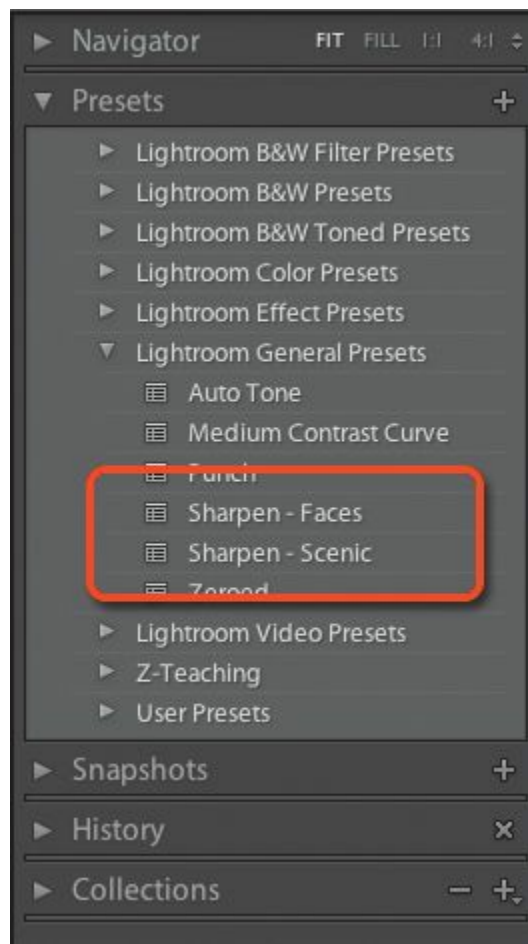 Navigator FIT FILL 1:1 4:1
Presets +
Lightroom B&W Filter Presets
Lightroom B&W Presets
Lightroom B&W Toned Presets
Lightroom Color Presets
Lightroom Effect Presets
Lightroom General Presets
Auto Tone
Medium Contrast Curve
Punch
Sharpen - Faces
Sharpen - Scenic
Zeroed
Lightroom Video Presets
Z-Teaching
User Presets
Snapshots +
History ×
Collections − +